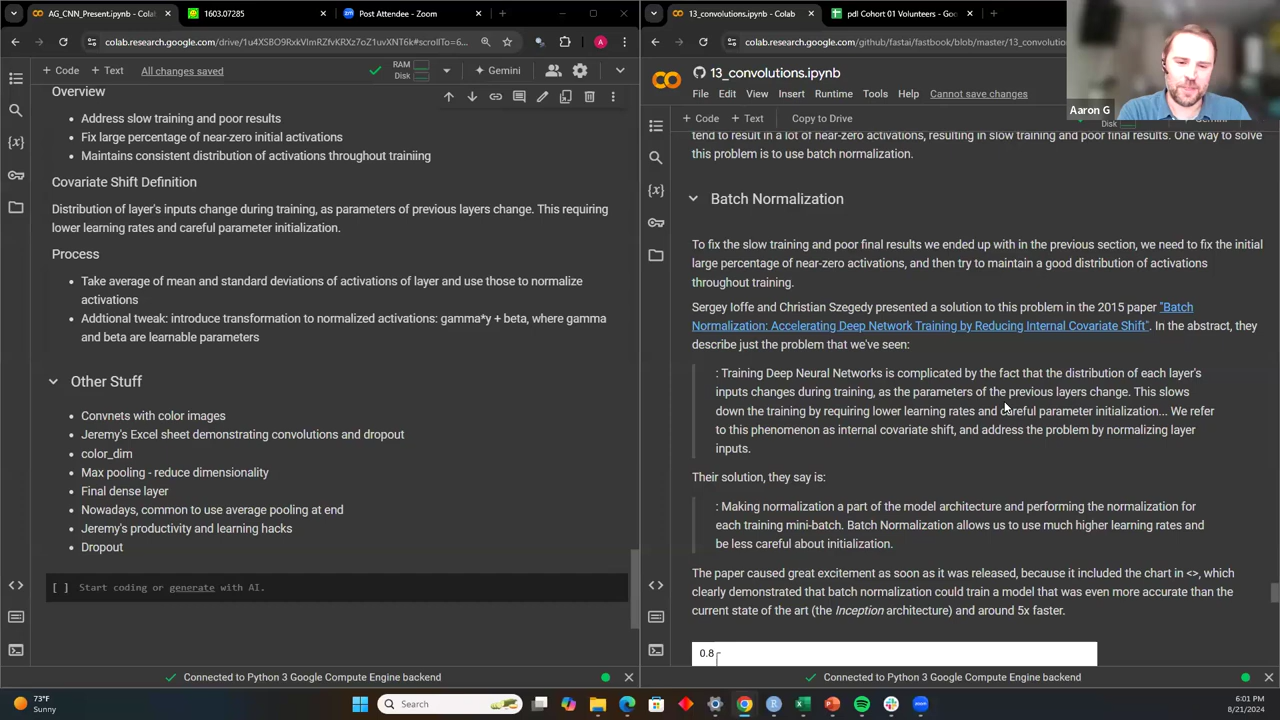 AG_CNN_Present.ipynb - Colab
1603.07285
Post Attendee - Zoom
colab.research.google.com/drive/1u4XSBO9RxkVlmRZfvKRXz7oZ1uvXNT6k#scrollTo=6...
A
+ Code + Text All changes saved
RAM
Disk
Gemini
Overview
Address slow training and poor results
Fix large percentage of near-zero initial activations
Maintains consistent distribution of activations throughout trainiing
Covariate Shift Definition
Distribution of layer's inputs change during training, as parameters of previous layers change. This requiring
lower learning rates and careful parameter initialization.
Process
Take average of mean and standard deviations of activations of layer and use those to normalize
activations
Addtional tweak: introduce transformation to normalized activations: gamma*y + beta, where gamma
and beta are learnable parameters
Other Stuff
Convnets with color images
Jeremy's Excel sheet demonstrating convolutions and dropout
color_dim
Max pooling - reduce dimensionality
Final dense layer
Nowadays, common to use average pooling at end
Jeremy's productivity and learning hacks
Dropout
[ ] Start coding or generate with AI.
Connected to Python 3 Google Compute Engine backend
13_convolutions.ipynb - Colab
pdl Cohort 01 Volunteers - Goo
colab.research.google.com/github/fastai/fastbook/blob/master/13_convolution
13_convolutions.ipynb
Aaron G
File Edit View Insert Runtime Tools Help Cannot save changes
+ Code + Text Copy to Drive
Disk
tend to result in a lot of near-zero activations, resulting in slow training and poor final results. One way to solve
this problem is to use batch normalization.
Batch Normalization
To fix the slow training and poor final results we ended up with in the previous section, we need to fix the initial
large percentage of near-zero activations, and then try to maintain a good distribution of activations
throughout training.
Sergey Ioffe and Christian Szegedy presented a solution to this problem in the 2015 paper "Batch
Normalization: Accelerating Deep Network Training by Reducing Internal Covariate Shift". In the abstract, they
describe just the problem that we've seen:
: Training Deep Neural Networks is complicated by the fact that the distribution of each layer's
inputs changes during training, as the parameters of the previous layers change. This slows
down the training by requiring lower learning rates and careful parameter initialization... We refer
to this phenomenon as internal covariate shift, and address the problem by normalizing layer
inputs.
Their solution, they say is:
: Making normalization a part of the model architecture and performing the normalization for
each training mini-batch. Batch Normalization allows us to use much higher learning rates and
be less careful about initialization.
The paper caused great excitement as soon as it was released, because it included the chart in <>, which
clearly demonstrated that batch normalization could train a model that was even more accurate than the
current state of the art (the Inception architecture) and around 5x faster.
0.8
Connected to Python 3 Google Compute Engine backend
73°F
Sunny
Search
6:01 PM
8/21/2024